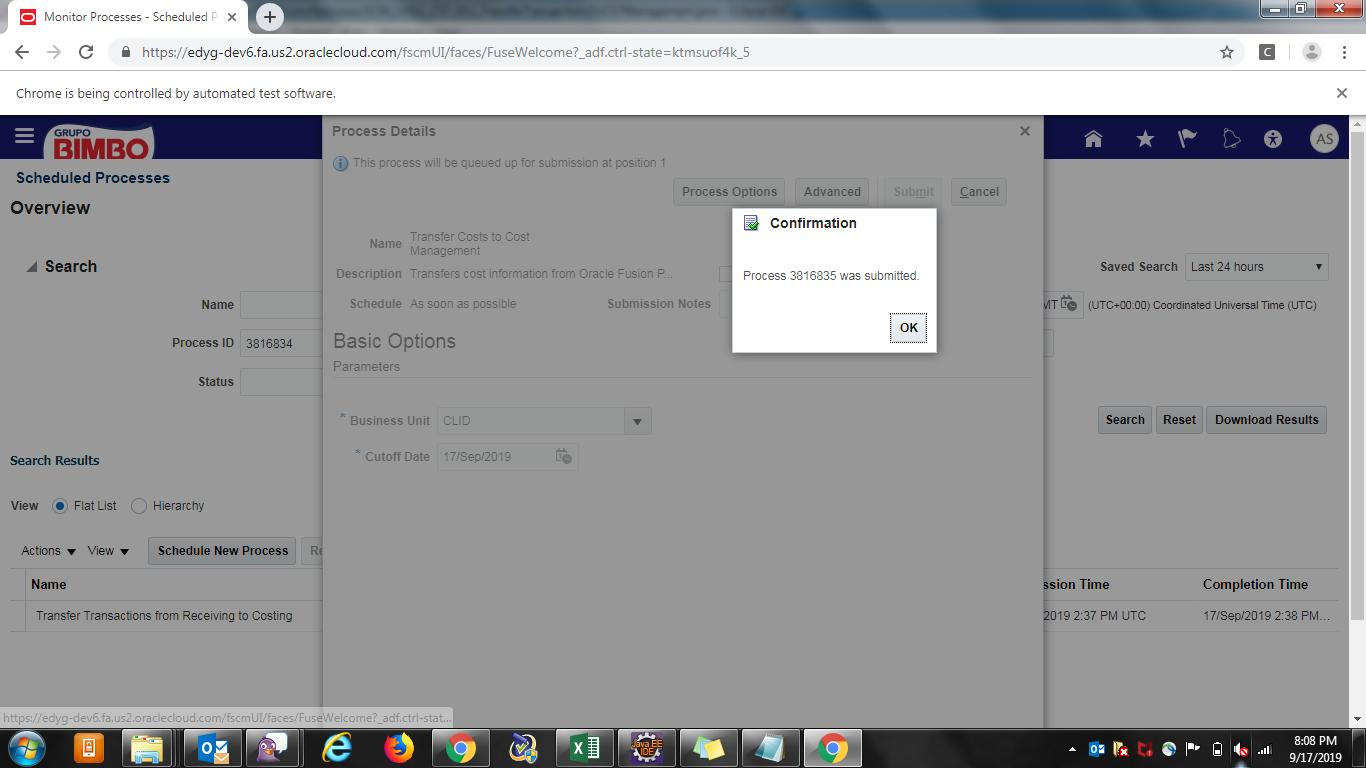 Monitor Processes - Scheduled P
https://edyg-dev6.fa.us2.oraclecloud.com/fscmUI/faces/FuseWelcome?_adf.ctrl-state=ktmsuof4k_5
C
Chrome is being controlled by automated test software.
GRUPO
BIMBO
AS
Process Details
This process will be queued up for submission at position 1
Process Options
Advanced
Submit
Cancel
Scheduled Processes
Overview
Confirmation
Process 3816835 was submitted.
OK
Name Transfer Costs to Cost
Management
Description Transfers cost information from Oracle Fusion P...
Schedule As soon as possible
Submission Notes
Basic Options
Parameters
* Business Unit CLID
* Cutoff Date 17/Sep/2019
Search
Saved Search Last 24 hours
Name
MT (UTC+00:00) Coordinated Universal Time (UTC)
Process ID 3816834
Status
Search Reset Download Results
Search Results
View Flat List Hierarchy
Actions View Schedule New Process Re
Name ssion Time Completion Time
Transfer Transactions from Receiving to Costing 2019 2:37 PM UTC 17/Sep/2019 2:38 PM...
https://edyg-dev6.fa.us2.oraclecloud.com/fscmUI/faces/FuseWelcome?_adf.ctrl-stat...
Java EE
IDE
8:08 PM
9/17/2019